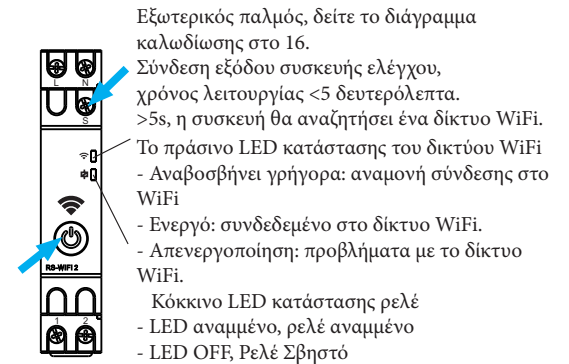 Εξωτερικός παλμός, δείτε το διάγραμμα
καλωδίωσης στο 16.
Σύνδεση εξόδου συσκευής ελέγχου,
χρόνος λειτουργίας <5 δευτερόλεπτα.
>5s, η συσκευή θα αναζητήσει ένα δίκτυο WiFi.
Το πράσινο LED κατάστασης του δικτύου WiFi
- Αναβοσβήνει γρήγορα: αναμονή σύνδεσης στο
WiFi
- Ενεργό: συνδεδεμένο στο δίκτυο WiFi.
- Απενεργοποίηση: προβλήματα με το δίκτυο
WiFi.
Κόκκινο LED κατάστασης ρελέ
- LED αναμμένο, ρελέ αναμμένο
- LED OFF, Ρελέ Σβηστό
L N
S
RS-WIFI 2
1 2